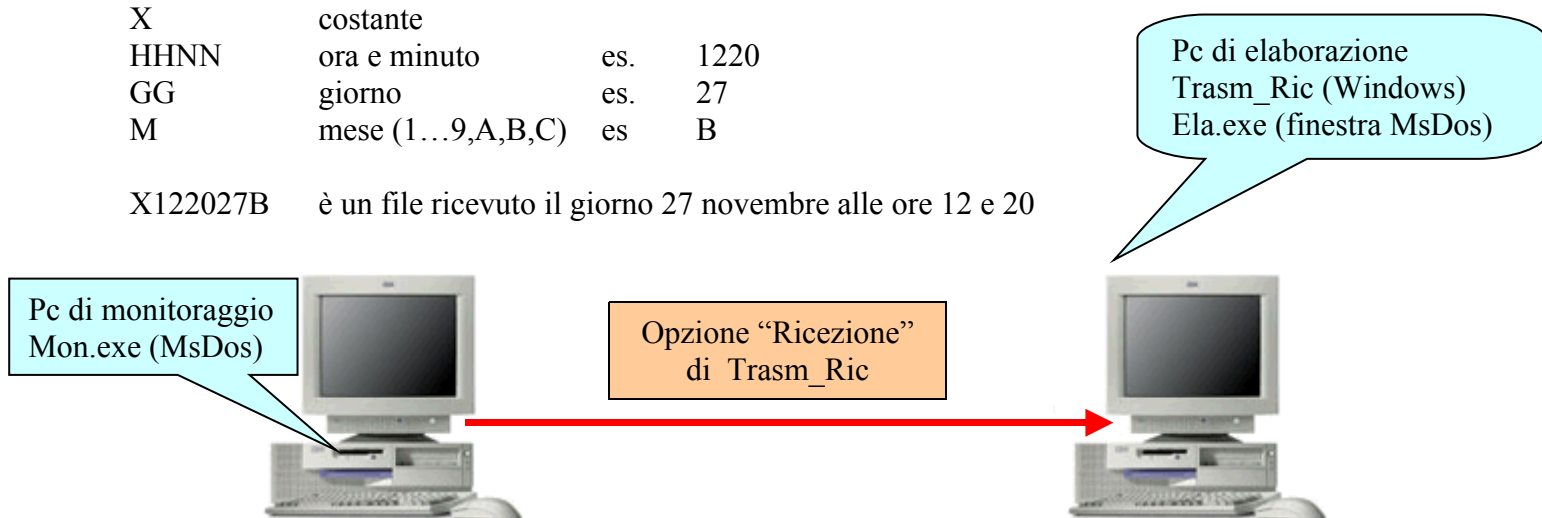 X costante
HHNN ora e minuto es. 1220
GG giorno es. 27
M mese (1…9,A,B,C) es B
X122027B è un file ricevuto il giorno 27 novembre alle ore 12 e 20
Pc di elaborazione
Trasm_Ric (Windows)
Ela.exe (finestra MsDos)
Pc di monitoraggio
Mon.exe (MsDos)
Opzione “Ricezione”
di Trasm_Ric